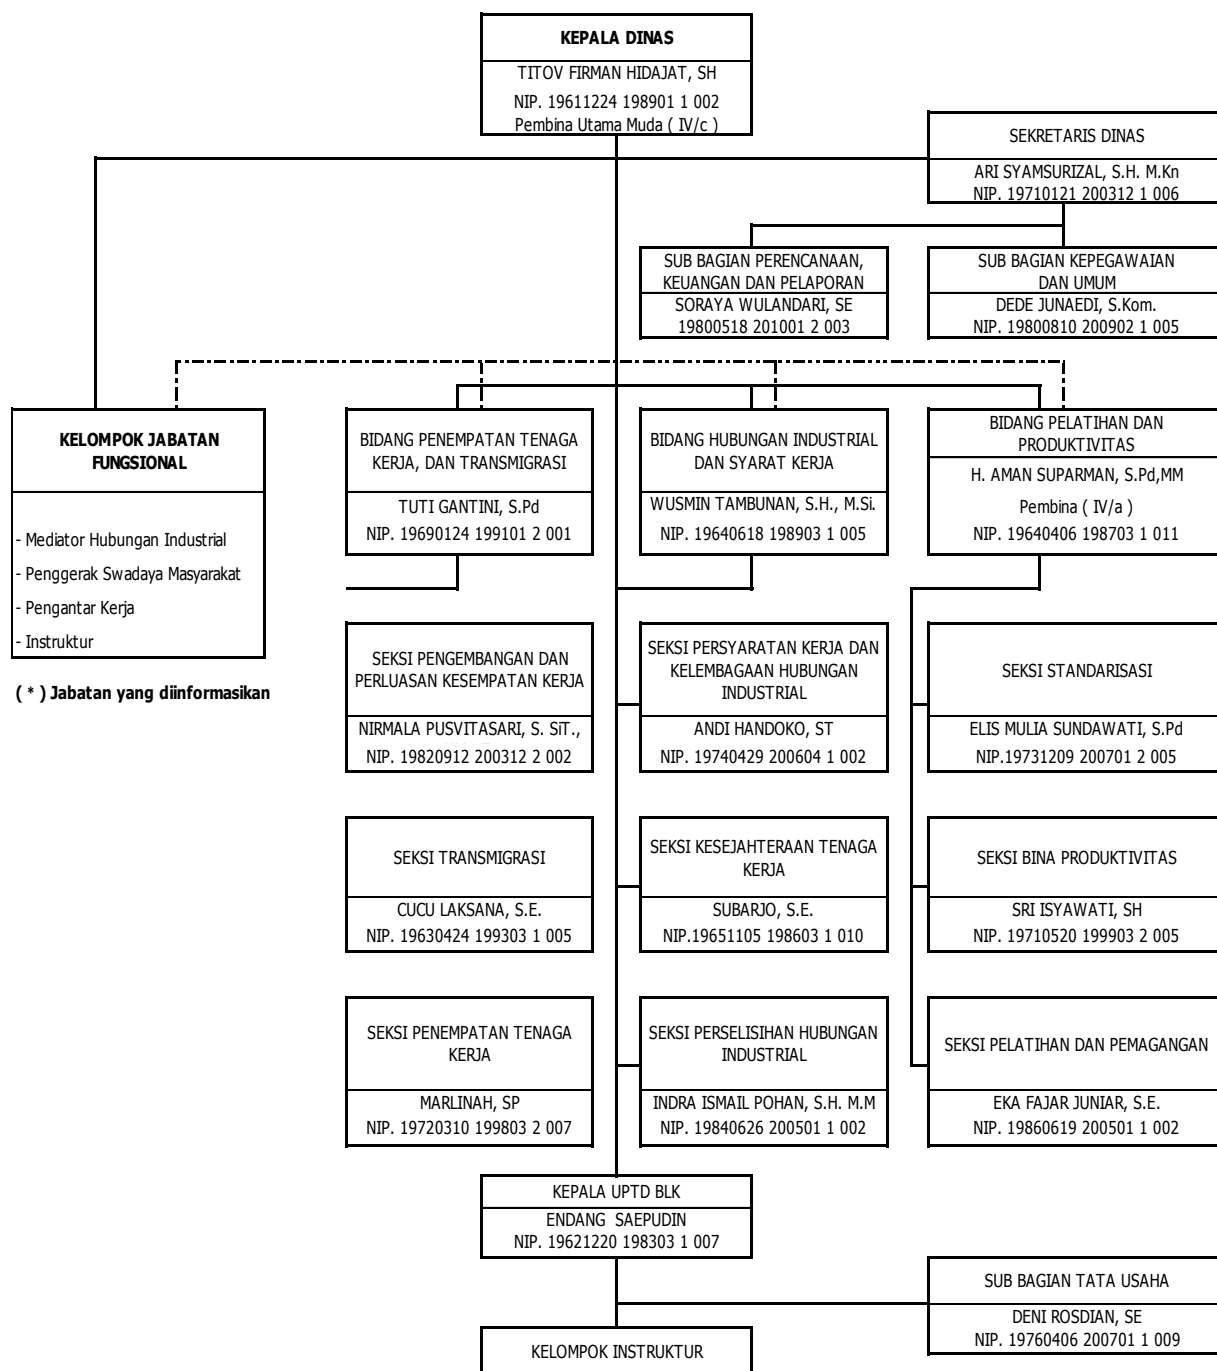 KEPALA DINAS
TITOV FIRMAN HIDAJAT, SH
NIP. 19611224 198901 1 002
Pembina Utama Muda ( IV/c )
SEKRETARIS DINAS
ARI SYAMSURIZAL, S.H. M.Kn
NIP. 19710121 200312 1 006
SUB BAGIAN PERENCANAAN,
KEUANGAN DAN PELAPORAN
SORAYA WULANDARI, SE
19800518 201001 2 003
SUB BAGIAN KEPEGAWAIAN
DAN UMUM
DEDE JUNAEDI, S.Kom.
NIP. 19800810 200902 1 005
KELOMPOK JABATAN
FUNGSIONAL
- Mediator Hubungan Industrial
- Penggerak Swadaya Masyarakat
- Pengantar Kerja
- Instruktur
( * ) Jabatan yang diinformasikan
BIDANG PENEMPATAN TENAGA
KERJA, DAN TRANSMIGRASI
TUTI GANTINI, S.Pd
NIP. 19690124 199101 2 001
BIDANG HUBUNGAN INDUSTRIAL
DAN SYARAT KERJA
WUSMIN TAMBUNAN, S.H., M.Si.
NIP. 19640618 198903 1 005
BIDANG PELATIHAN DAN
PRODUKTIVITAS
H. AMAN SUPARMAN, S.Pd,MM
Pembina ( IV/a )
NIP. 19640406 198703 1 011
SEKSI PENGEMBANGAN DAN
PERLUASAN KESEMPATAN KERJA
NIRMALA PUSVITASARI, S. SiT.,
NIP. 19820912 200312 2 002
SEKSI PERSYARATAN KERJA DAN
KELEMBAGAAN HUBUNGAN
INDUSTRIAL
ANDI HANDOKO, ST
NIP. 19740429 200604 1 002
SEKSI STANDARISASI
ELIS MULIA SUNDAWATI, S.Pd
NIP.19731209 200701 2 005
SEKSI TRANSMIGRASI
CUCU LAKSANA, S.E.
NIP. 19630424 199303 1 005
SEKSI KESEJAHTERAAN TENAGA
KERJA
SUBARJO, S.E.
NIP.19651105 198603 1 010
SEKSI BINA PRODUKTIVITAS
SRI ISYAWATI, SH
NIP. 19710520 199903 2 005
SEKSI PENEMPATAN TENAGA
KERJA
MARLINAH, SP
NIP. 19720310 199803 2 007
SEKSI PERSELISIHAN HUBUNGAN
INDUSTRIAL
INDRA ISMAIL POHAN, S.H. M.M
NIP. 19840626 200501 1 002
SEKSI PELATIHAN DAN PEMAGANGAN
EKA FAJAR JUNIAR, S.E.
NIP. 19860619 200501 1 002
KEPALA UPTD BLK
ENDANG SAEPUDIN
NIP. 19621220 198303 1 007
SUB BAGIAN TATA USAHA
DENI ROSDIAN, SE
NIP. 19760406 200701 1 009
KELOMPOK INSTRUKTUR